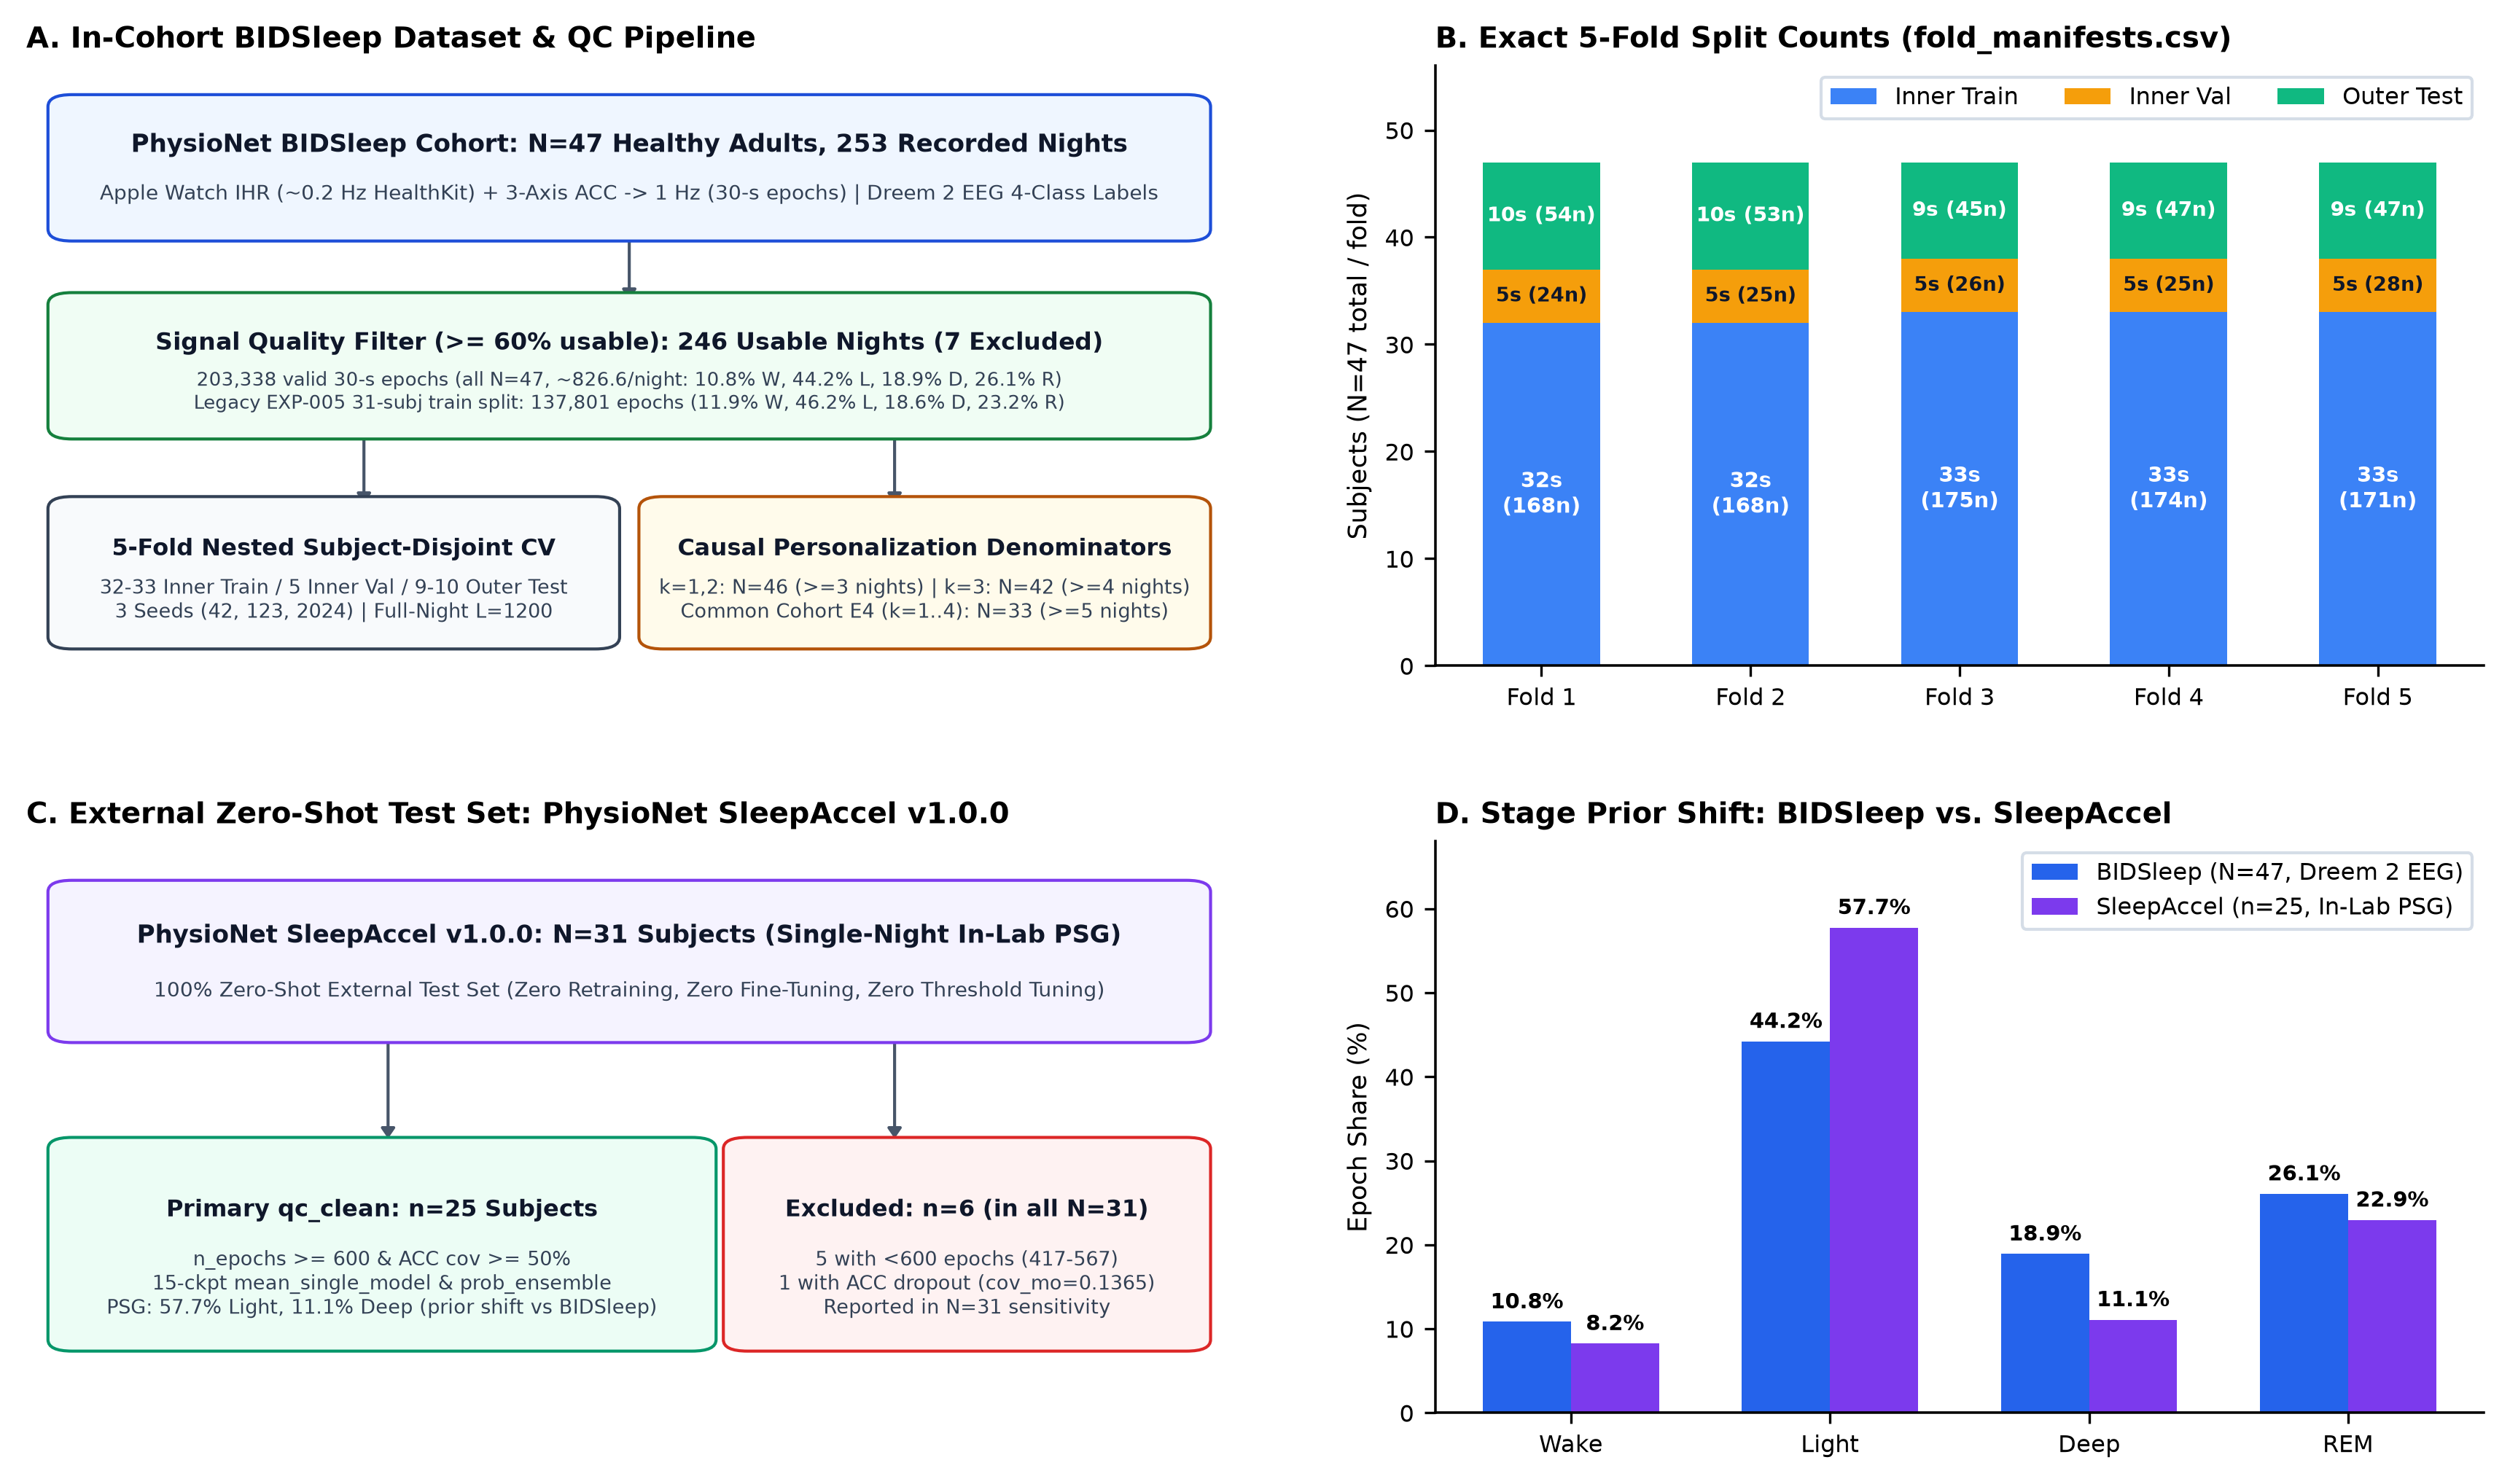 A. In-Cohort BIDSleep Dataset & QC Pipeline
PhysioNet BIDSleep Cohort: N=47 Healthy Adults, 253 Recorded Nights
Apple Watch IHR (~0.2 Hz HealthKit) + 3-Axis ACC -> 1 Hz (30-s epochs) | Dreem 2 EEG 4-Class Labels
Signal Quality Filter (>= 60% usable): 246 Usable Nights (7 Excluded)
203,338 valid 30-s epochs (all N=47, ~826.6/night: 10.8% W, 44.2% L, 18.9% D, 26.1% R)
Legacy EXP-005 31-subj train split: 137,801 epochs (11.9% W, 46.2% L, 18.6% D, 23.2% R)
5-Fold Nested Subject-Disjoint CV
32-33 Inner Train / 5 Inner Val / 9-10 Outer Test
3 Seeds (42, 123, 2024) | Full-Night L=1200
Causal Personalization Denominators
k=1,2: N=46 (>=3 nights) | k=3: N=42 (>=4 nights)
Common Cohort E4 (k=1..4): N=33 (>=5 nights)
B. Exact 5-Fold Split Counts (fold_manifests.csv)
Inner Train
Inner Val
Outer Test
Subjects (N=47 total / fold)
50
40
30
20
10
0
10s (54n)
10s (53n)
9s (45n)
9s (47n)
9s (47n)
5s (24n)
5s (25n)
5s (26n)
5s (25n)
5s (28n)
32s
(168n)
32s
(168n)
33s
(175n)
33s
(174n)
33s
(171n)
Fold 1
Fold 2
Fold 3
Fold 4
Fold 5
C. External Zero-Shot Test Set: PhysioNet SleepAccel v1.0.0
PhysioNet SleepAccel v1.0.0: N=31 Subjects (Single-Night In-Lab PSG)
100% Zero-Shot External Test Set (Zero Retraining, Zero Fine-Tuning, Zero Threshold Tuning)
Primary qc_clean: n=25 Subjects
n_epochs >= 600 & ACC cov >= 50%
15-ckpt mean_single_model & prob_ensemble
PSG: 57.7% Light, 11.1% Deep (prior shift vs BIDSleep)
Excluded: n=6 (in all N=31)
5 with <600 epochs (417-567)
1 with ACC dropout (cov_mo=0.1365)
Reported in N=31 sensitivity
D. Stage Prior Shift: BIDSleep vs. SleepAccel
BIDSleep (N=47, Dreem 2 EEG)
SleepAccel (n=25, In-Lab PSG)
Epoch Share (%)
60
50
40
30
20
10
0
10.8%
8.2%
44.2%
57.7%
18.9%
11.1%
26.1%
22.9%
Wake
Light
Deep
REM